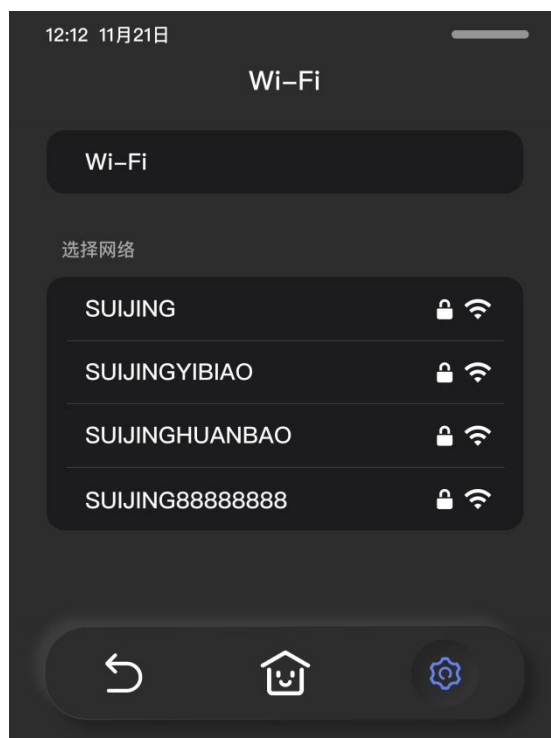 12:12 11月21日
Wi–Fi
Wi–Fi
选择网络
SUIJING
SUIJINGYIBIAO
SUIJINGHUANBAO
SUIJING88888888